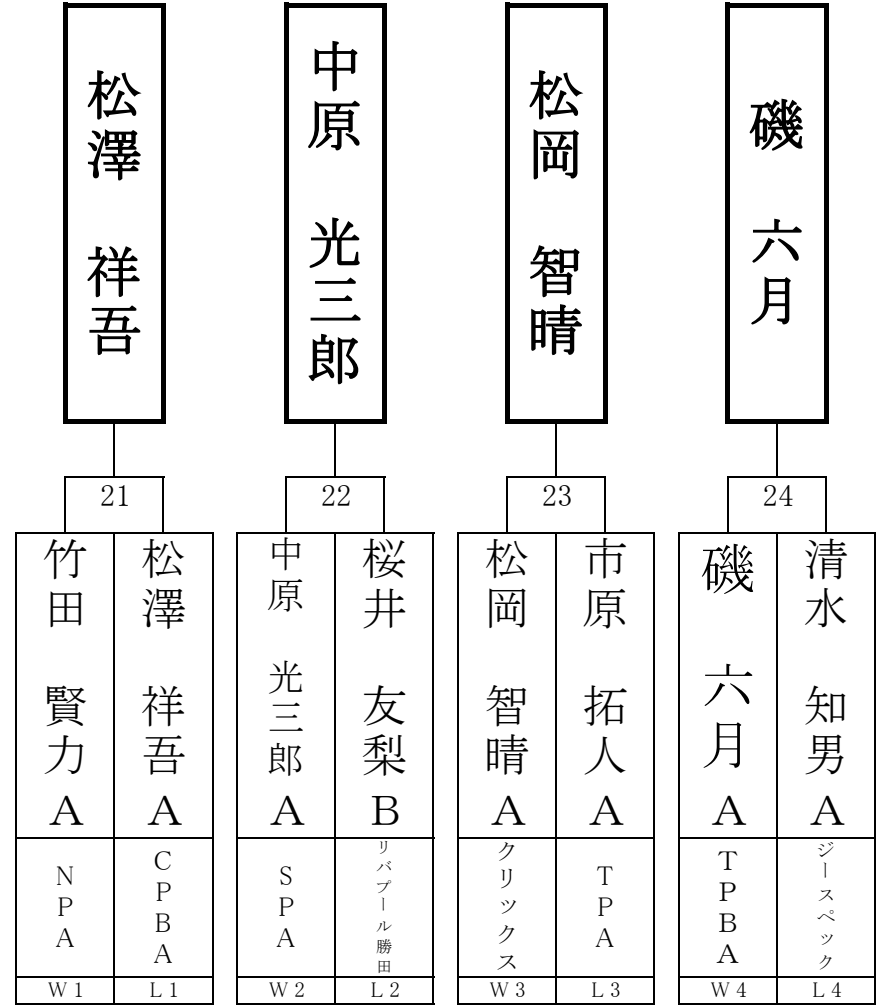 松澤 祥吾
中原 光三郎
松岡 智晴
磯 六月
21
22
23
24
竹田 賢力 A
松澤 祥吾 A
中原 光三郎 A
桜井 友梨 B
松岡 智晴 A
市原 拓人 A
磯 六月 A
清水 知男 A
NPA
CPBA
SPA
リバプール勝田
クリックス
TPA
TPBA
ジースペック
W1
L1
W2
L2
W3
L3
W4
L4